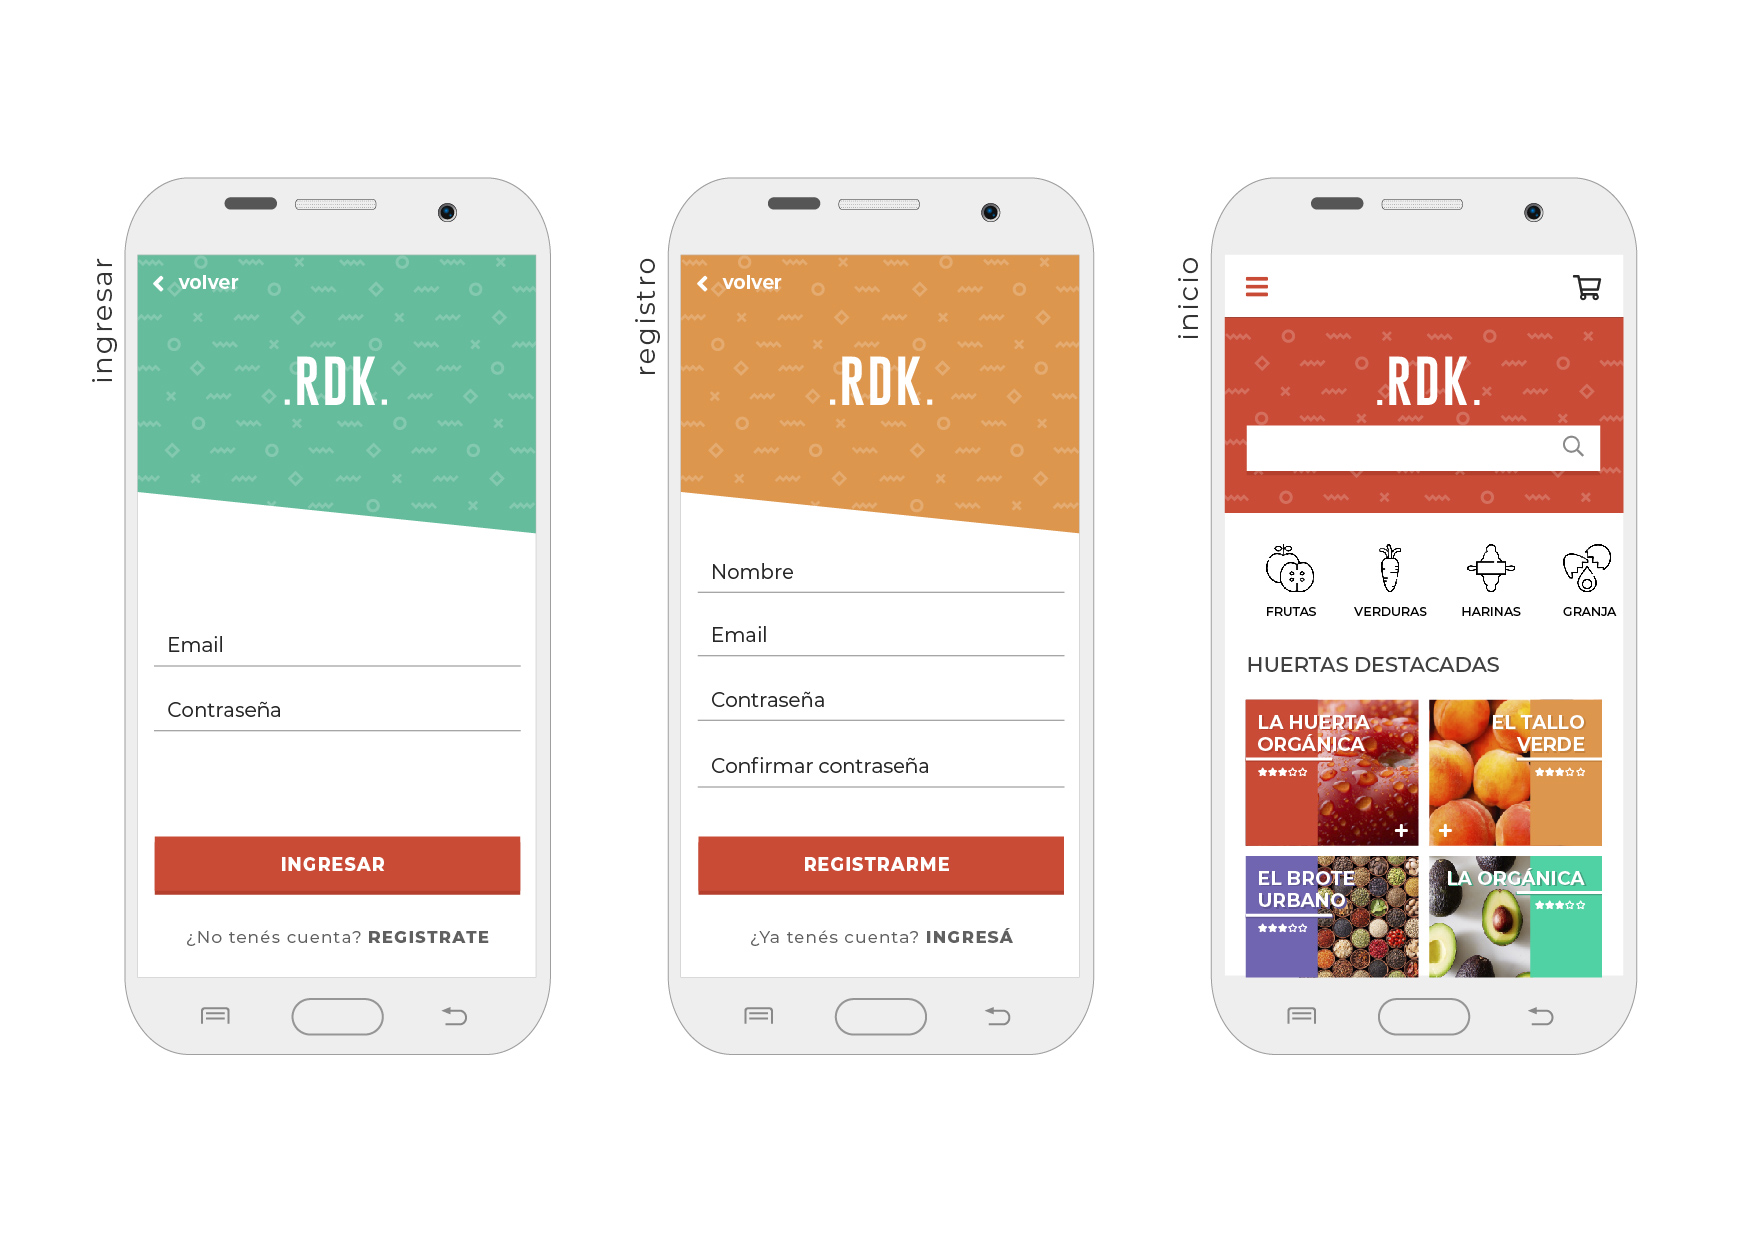 ingresar
volver
.RDK.
Email
Contraseña
INGRESAR
¿No tenés cuenta? REGISTRATE
registro
volver
.RDK.
Nombre
Email
Contraseña
Confirmar contraseña
REGISTRARME
¿Ya tenés cuenta? INGRESÁ
inicio
.RDK.
FRUTAS
VERDURAS
HARINAS
GRANJA
HUERTAS DESTACADAS
LA HUERTA
ORGÁNICA
+
EL TALLO
VERDE
+
EL BROTE
URBANO
LA ORGÁNICA